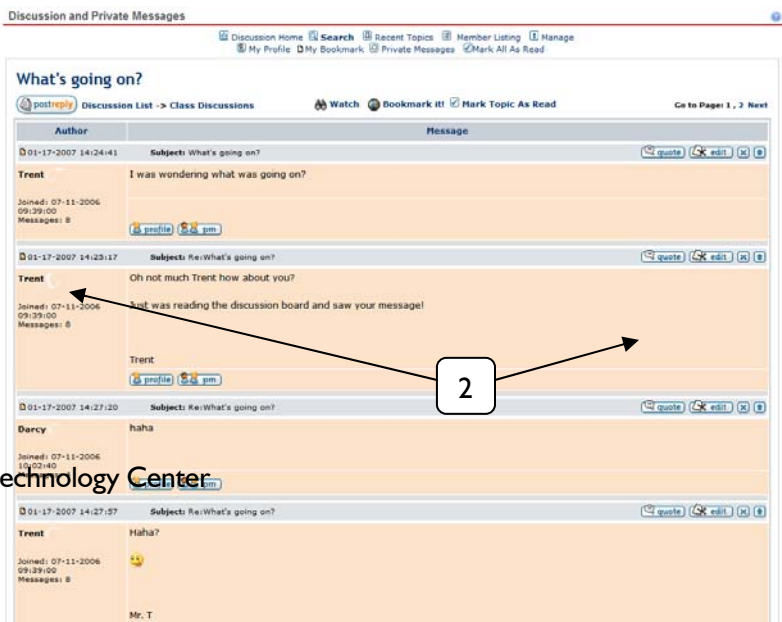 Discussion and Private Messages
Discussion Home Search Recent Topics Member Listing Manage
My Profile My Bookmark Private Messages Mark All As Read
What's going on?
postreply Discussion List -> Class Discussions Watch Bookmark it! Mark Topic As Read Go to Page: 1 , 2 Next
Author Message
01-17-2007 14:24:41 Subject: What's going on? quote edit
Trent I was wondering what was going on?
Joined: 07-11-2006
09:39:00
Messages: 8
profile pm
01-17-2007 14:25:17 Subject: Re:What's going on? quote edit
Trent Oh not much Trent how about you?
Joined: 07-11-2006 Just was reading the discussion board and saw your message!
09:39:00
Messages: 8
Trent
profile pm
2
01-17-2007 14:27:20 Subject: Re:What's going on? quote edit
Darcy haha
Joined: 07-11-2006
10:02:40
echnology Center
pm
01-17-2007 14:27:57 Subject: Re:What's going on? quote edit
Trent Haha?
Joined: 07-11-2006
09:39:00
Messages: 8
Mr. T